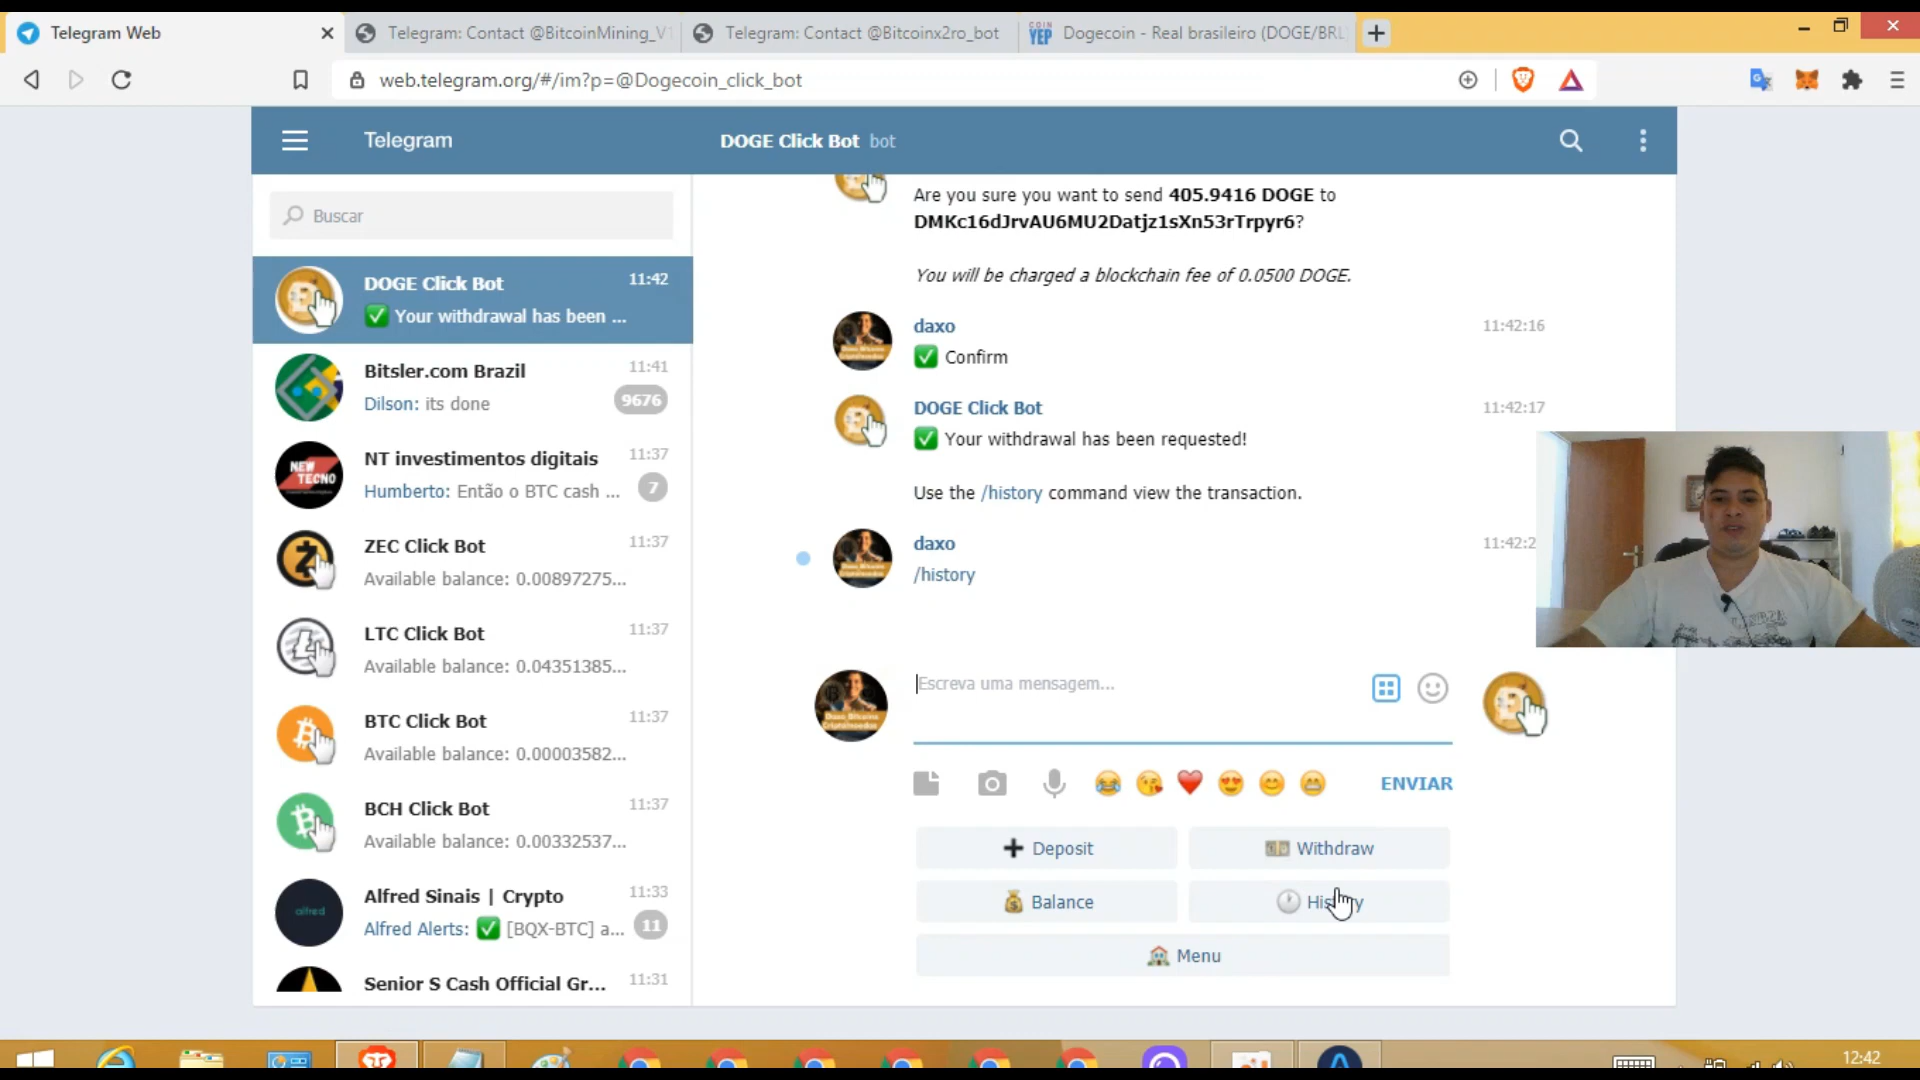 Telegram Web
Telegram: Contact @BitcoinMining_V1
Telegram: Contact @Bitcoinx2ro_bot
COIN YEP
Dogecoin - Real brasileiro (DOGE/BRL)
web.telegram.org/#/im?p=@Dogecoin_click_bot
Telegram
DOGE Click Bot bot
Buscar
DOGE Click Bot 11:42
✅ Your withdrawal has been ...
Bitsler.com Brazil 11:41
Dilson: its done 9676
NEW TECNO
NT investimentos digitais 11:37
Humberto: Então o BTC cash ... 7
ZEC Click Bot 11:37
Available balance: 0.00897275...
LTC Click Bot 11:37
Available balance: 0.04351385...
BTC Click Bot 11:37
Available balance: 0.00003582...
BCH Click Bot 11:37
Available balance: 0.00332537...
alfred
Alfred Sinais | Crypto 11:33
Alfred Alerts: ✅ [BQX-BTC] a... 11
Senior S Cash Official Gr... 11:31
Are you sure you want to send 405.9416 DOGE to
DMKc16dJrvAU6MU2Datjz1sXn53rTrpyr6?
You will be charged a blockchain fee of 0.0500 DOGE.
daxo 11:42:16
✅ Confirm
DOGE Click Bot 11:42:17
✅ Your withdrawal has been requested!
Use the /history command view the transaction.
daxo 11:42:2
/history
Escreva uma mensagem...
ENVIAR
Deposit
Withdraw
Balance
History
Menu
12:42